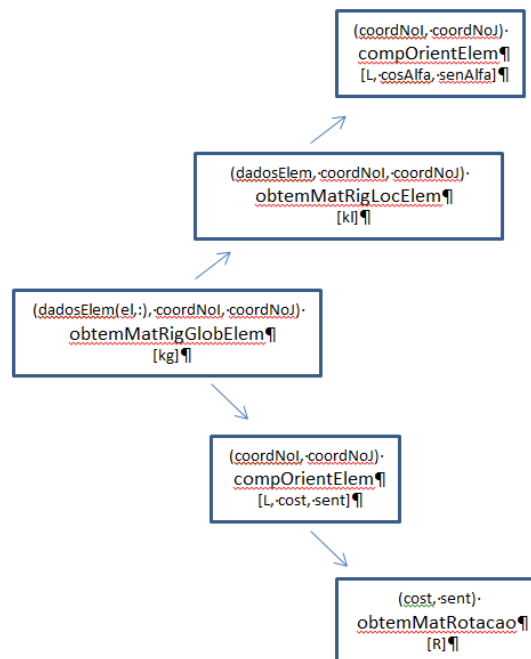 (coordNoI,·coordNoJ)·
compOrientElem¶
[L,·cosAlfa,·senAlfa]¶
(dadosElem,·coordNoI,·coordNoJ)·
obtemMatRigLocElem¶
[kl]¶
(dadosElem(el,:),·coordNoI,·coordNoJ)·
obtemMatRigGlobElem¶
[kg]¶
(coordNoI,·coordNoJ)·
compOrientElem¶
[L,·cost,·sent]¶
(cost,·sent)·
obtemMatRotacao¶
[R]¶